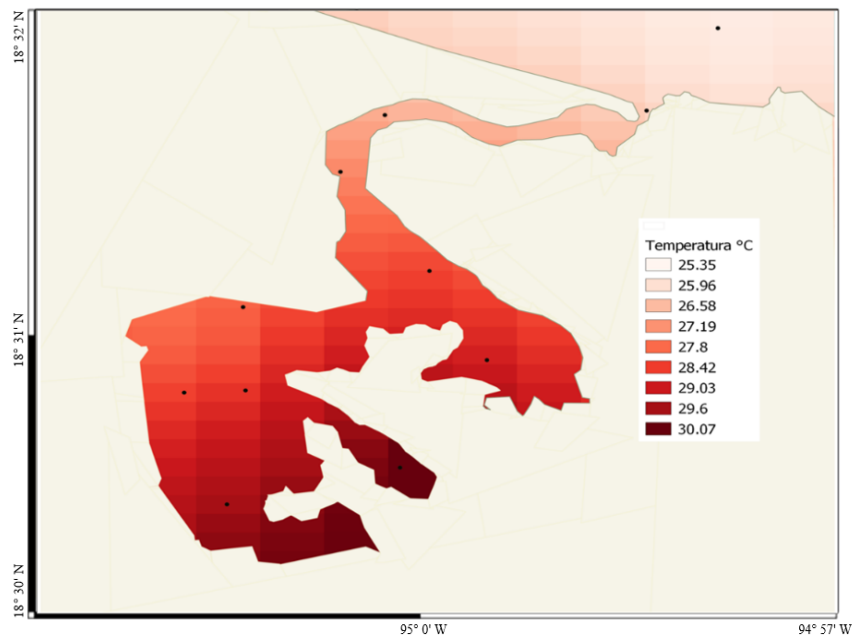 18° 32' N
Temperatura °C
25.35
25.96
26.58
27.19
27.8
28.42
29.03
29.6
30.07
18° 31' N
18° 30' N
95° 0' W
94° 57' W